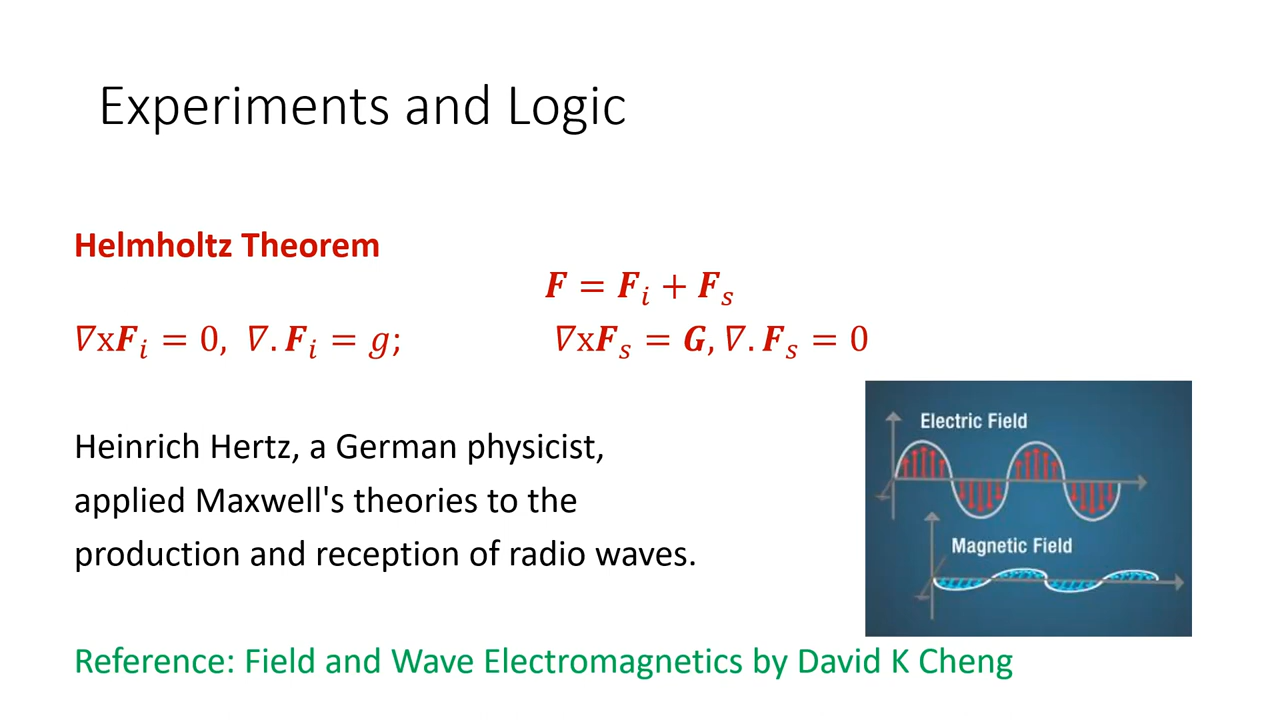 Experiments and Logic
Helmholtz Theorem
𝑭 = 𝑭ᵢ + 𝑭ₛ
∇x𝑭ᵢ = 0, ∇.𝑭ᵢ = 𝑔; ∇x𝑭ₛ = 𝑮, ∇.𝑭ₛ = 0
Electric Field
Heinrich Hertz, a German physicist,
applied Maxwell's theories to the
Magnetic Field
production and reception of radio waves.
Reference: Field and Wave Electromagnetics by David K Cheng